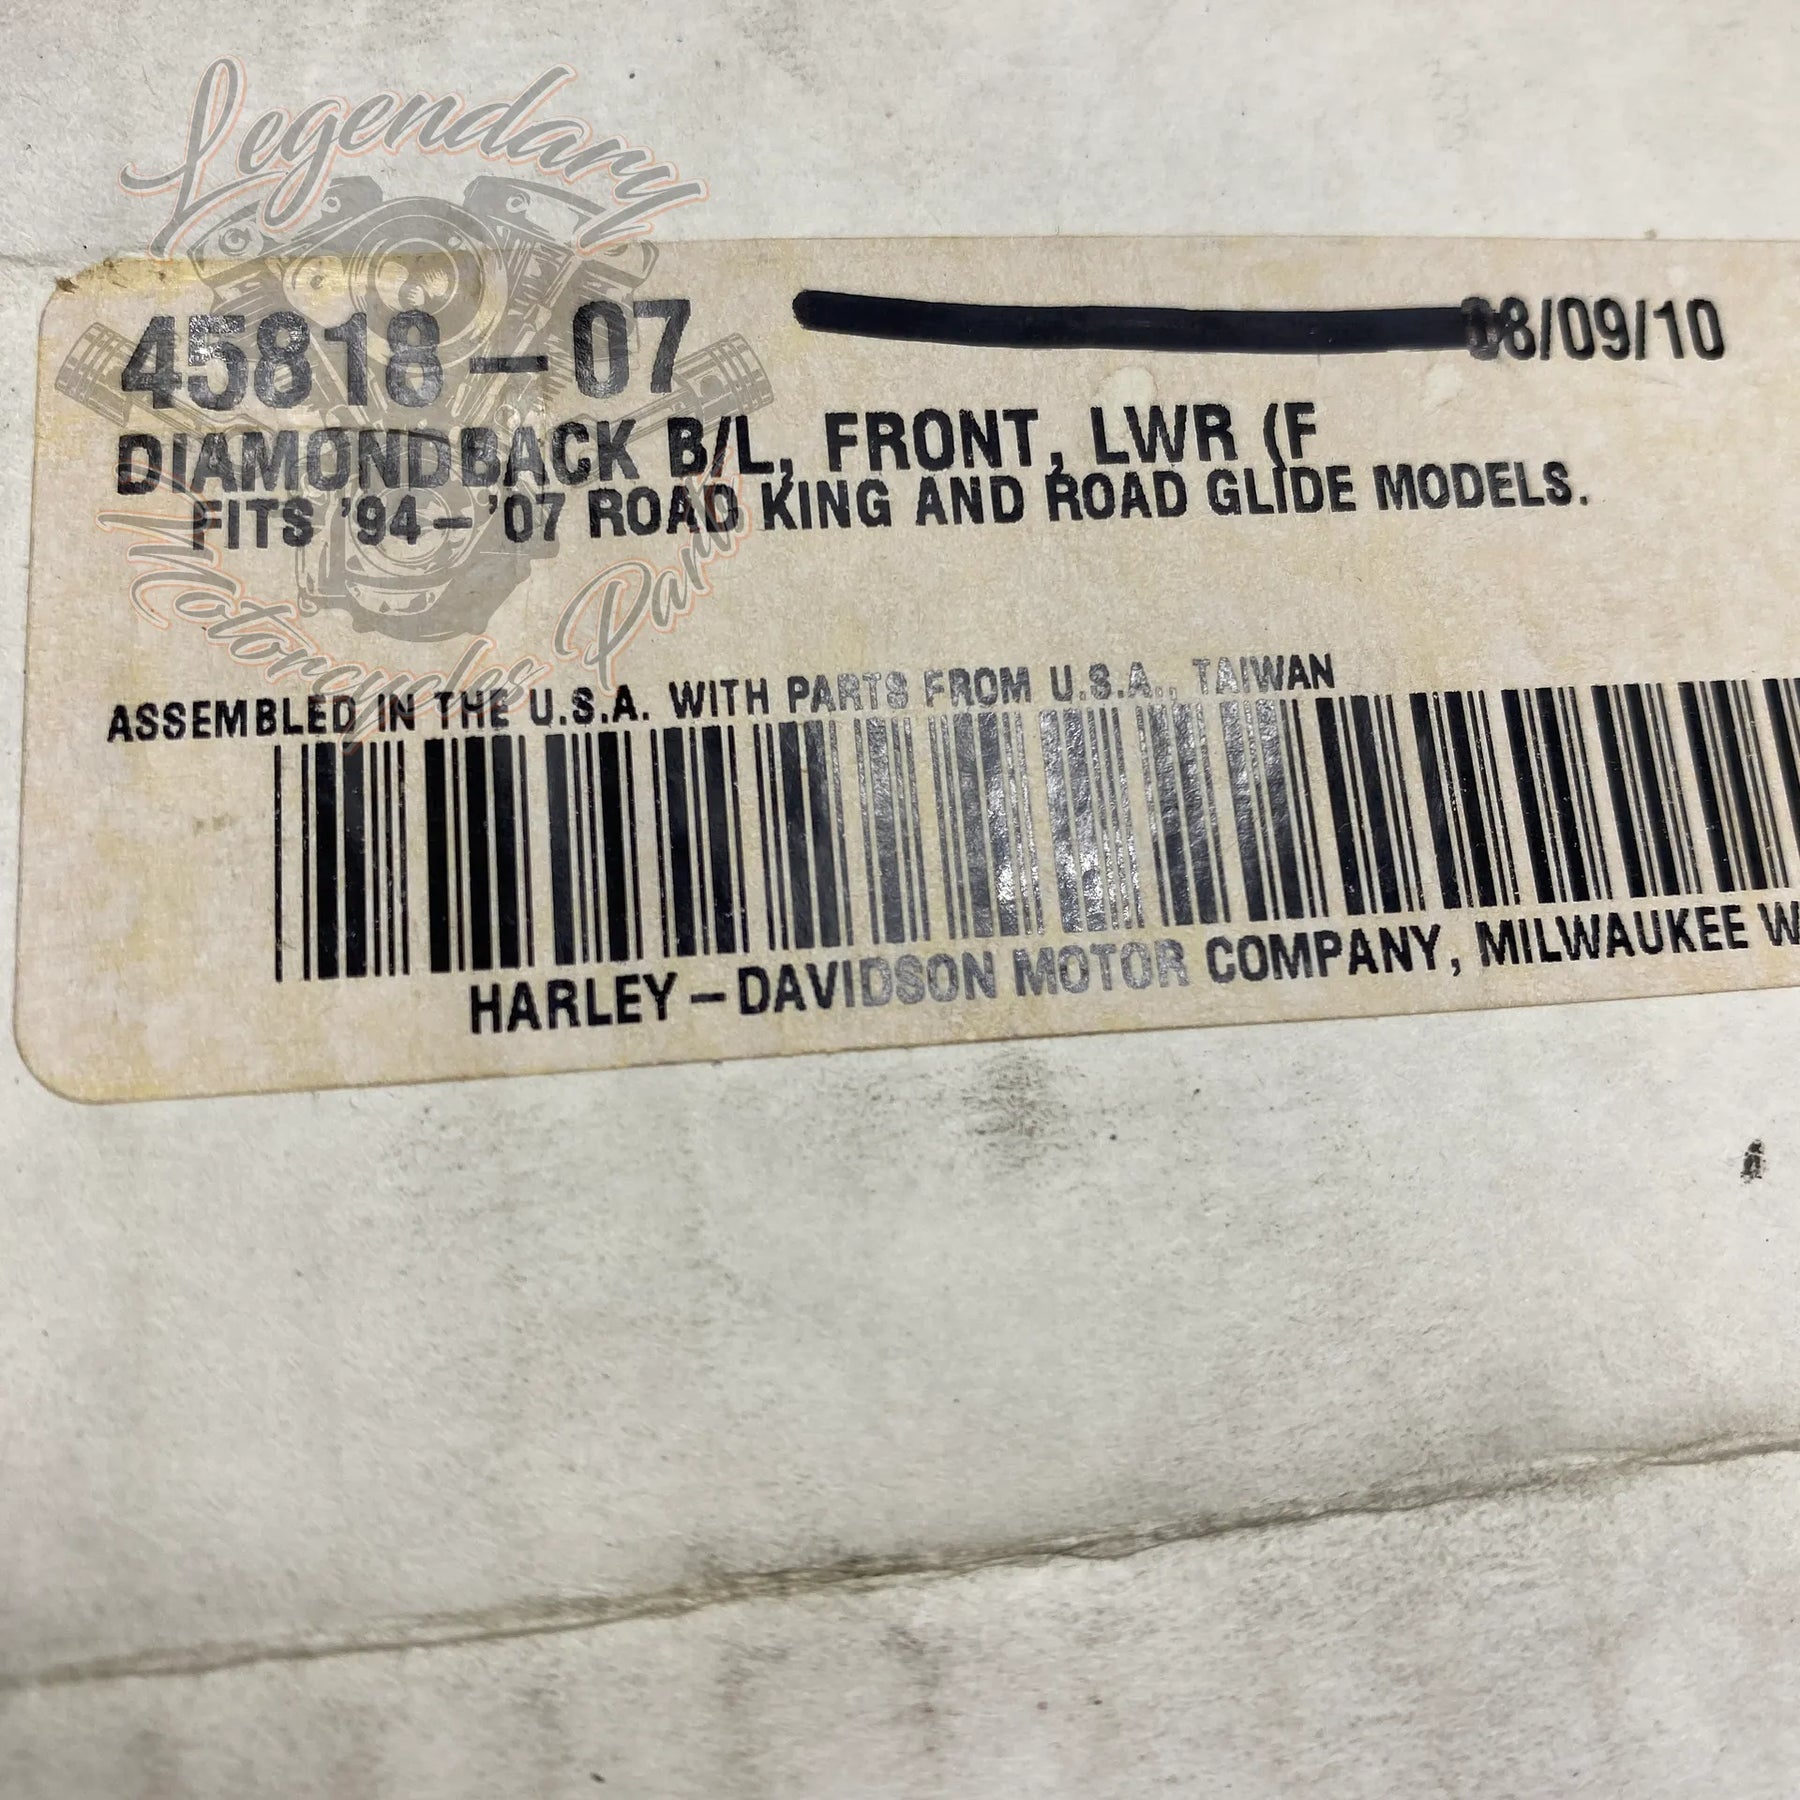 Legendary
Motorcycles Parts
45818-07 08/09/10
DIAMONDBACK B/L, FRONT, LWR (F
FITS '94-'07 ROAD KING AND ROAD GLIDE MODELS.
ASSEMBLED IN THE U.S.A. WITH PARTS FROM U.S.A., TAIWAN
HARLEY-DAVIDSON MOTOR COMPANY, MILWAUKEE W